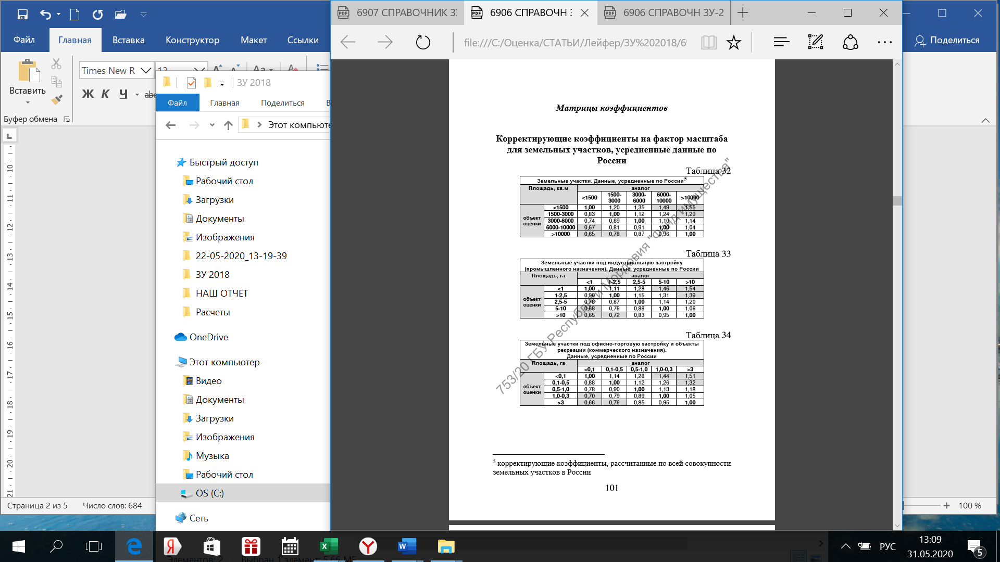 6907 СПРАВОЧНИК З
6906 СПРАВОЧН З
6906 СПРАВОЧН ЗУ-2
file:///C:/Оценка/СТАТЬИ/Лейфер/ЗУ%202018/6
Файл
Главная
Вставка
Конструктор
Макет
Ссылки
Поделиться
Times New R
12
Вставить
Ж К Ч abc
Аа
Буфер обмена
ЗУ 2018
Файл
Главная
Поделиться
В
Этот компьюте
Быстрый доступ
Рабочий стол
Загрузки
Документы
Изображения
22-05-2020_13-19-39
ЗУ 2018
НАШ ОТЧЕТ
Расчеты
OneDrive
Этот компьютер
Видео
Документы
Загрузки
Изображения
Музыка
Рабочий стол
OS (C:)
Сеть
10
11
12
13
14
15
16
17
18
19
20
21
Матрицы коэффициентов
Корректирующие коэффициенты на фактор масштаба
для земельных участков, усредненные данные по
России
Таблица 32
Земельные участки. Данные, усредненные по России5
Площадь, кв.м аналог
<1500 1500-3000 3000-6000 6000-10000 >10000
объект оценки
<1500 1,00 1,20 1,35 1,49 1,55
1500-3000 0,83 1,00 1,12 1,24 1,29
3000-6000 0,74 0,89 1,00 1,10 1,14
6000-10000 0,67 0,81 0,91 1,00 1,04
>10000 0,65 0,78 0,87 0,96 1,00
Таблица 33
Земельные участки под индустриальную застройку
(промышленного назначения). Данные, усредненные по России
Площадь, га аналог
<1 1-2,5 2,5-5 5-10 >10
объект оценки
<1 1,00 1,11 1,28 1,46 1,54
1-2,5 0,90 1,00 1,15 1,31 1,39
2,5-5 0,78 0,87 1,00 1,14 1,20
5-10 0,68 0,76 0,88 1,00 1,06
>10 0,65 0,72 0,83 0,95 1,00
Таблица 34
Земельные участки под офисно-торговую застройку и объекты
рекреации (коммерческого назначения).
Данные, усредненные по России
Площадь, га аналог
<0,1 0,1-0,5 0,5-1,0 1,0-0,3 >3
объект оценки
<0,1 1,00 1,14 1,28 1,44 1,51
0,1-0,5 0,88 1,00 1,12 1,26 1,32
0,5-1,0 0,78 0,90 1,00 1,13 1,18
1,0-0,3 0,70 0,79 0,89 1,00 1,05
>3 0,66 0,76 0,85 0,95 1,00
753/20 ГБУ Республики Мордовия "Фонд имущества"
5 корректирующие коэффициенты, рассчитанные по всей совокупности
земельных участков в России
101
Страница 2 из 5
Число слов: 684
100 %
Элементов: 2 Выбран 1 элемент: 5,66 МБ
РУС
13:09
31.05.2020
5